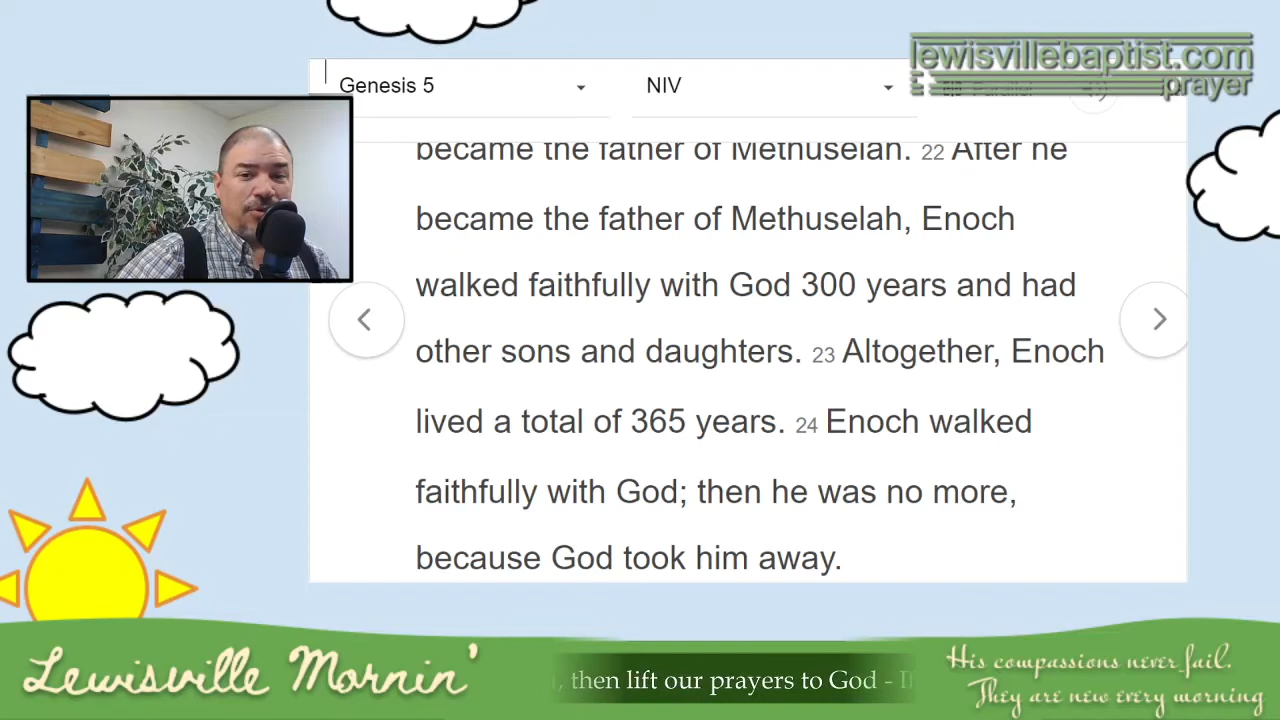 lewisvillebaptist.com
prayer
Genesis 5
NIV
Parallel
became the father of Methuselah. 22 After he
became the father of Methuselah, Enoch
walked faithfully with God 300 years and had
other sons and daughters. 23 Altogether, Enoch
lived a total of 365 years. 24 Enoch walked
faithfully with God; then he was no more,
because God took him away.
Lewisville Mornin'
, then lift our prayers to God -
His compassions never fail.
They are new every morning